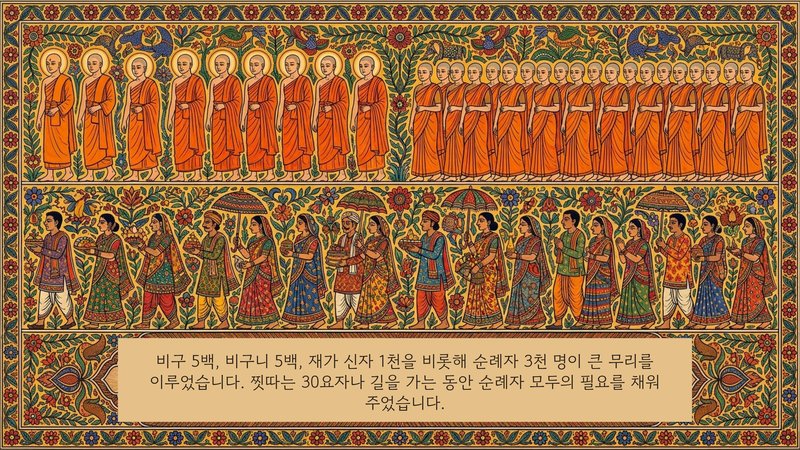 비구 5백, 비구니 5백, 재가 신자 1천을 비롯해 순례자 3천 명이 큰 무리를
이루었습니다. 찟따는 30요자나 길을 가는 동안 순례자 모두의 필요를 채워
주었습니다.